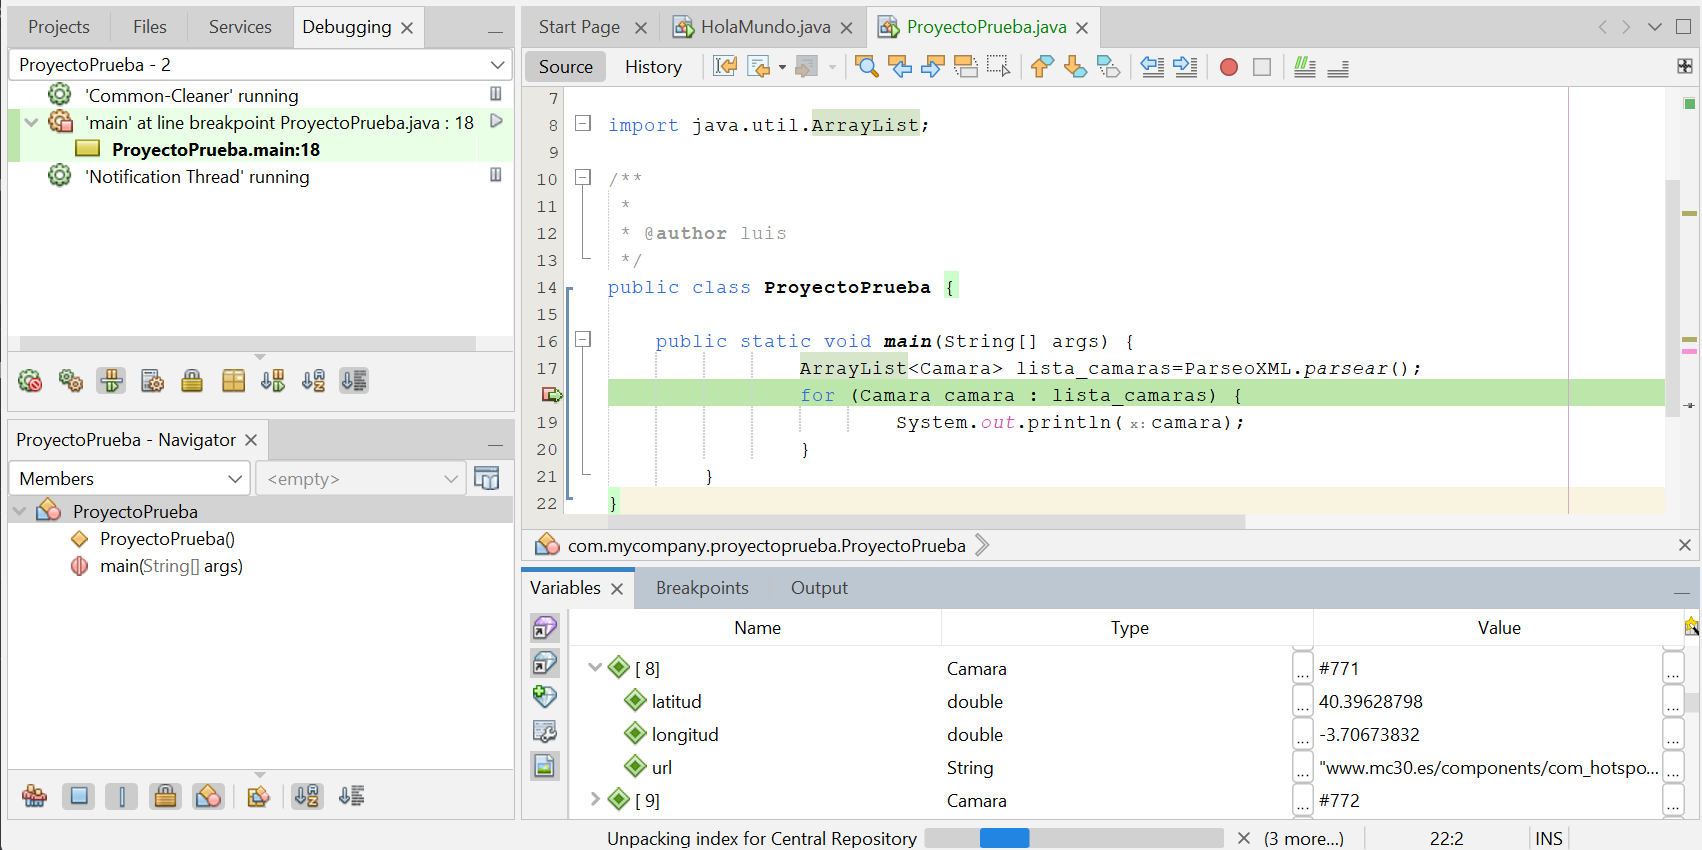 Projects Files Services Debugging
ProyectoPrueba - 2
'Common-Cleaner' running
'main' at line breakpoint ProyectoPrueba.java : 18
ProyectoPrueba.main:18
'Notification Thread' running
ProyectoPrueba - Navigator
Members <empty>
ProyectoPrueba
ProyectoPrueba()
main(String[] args)
Start Page HolaMundo.java ProyectoPrueba.java
Source History
7
8 import java.util.ArrayList;
9
10 /**
11 *
12 * @author luis
13 */
14 public class ProyectoPrueba {
15
16 public static void main(String[] args) {
17 ArrayList<Camara> lista_camaras=ParseoXML.parsear();
for (Camara camara : lista_camaras) {
19 System.out.println( x: camara);
20 }
21 }
22 }
com.mycompany.proyectoprueba.ProyectoPrueba
Variables Breakpoints Output
Name Type Value
[ 8] Camara ... #771 ...
latitud double ... 40.39628798 ...
longitud double ... -3.70673832 ...
url String ... "www.mc30.es/components/com_hotspo... ...
[ 9] Camara ... #772 ...
Unpacking index for Central Repository (3 more...) 22:2 INS